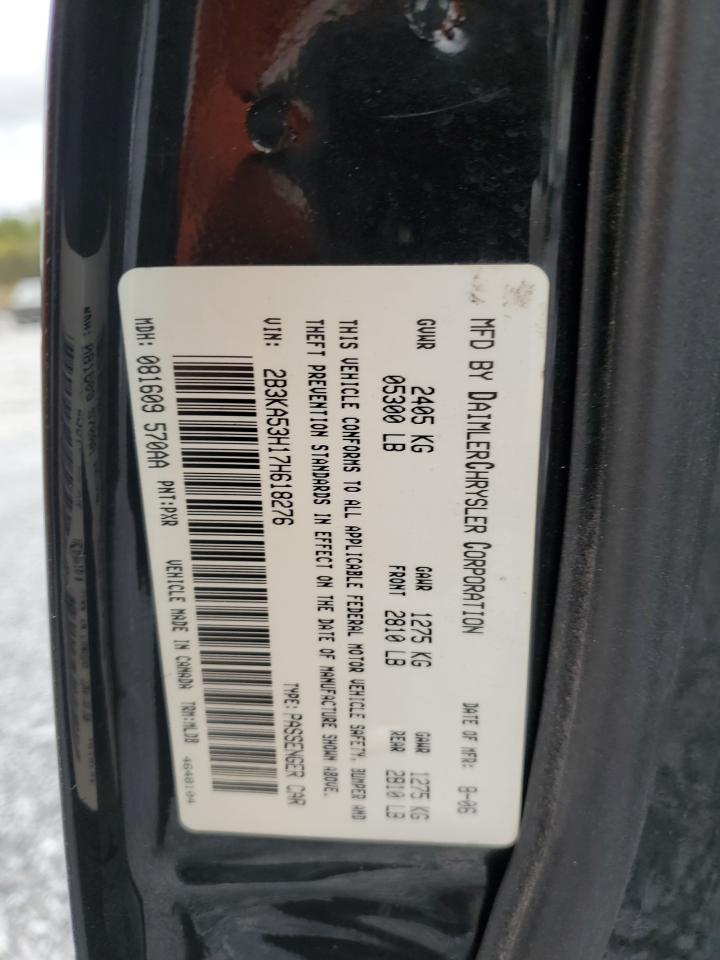 MFD BY DAIMLERCHRYSLER CORPORATION DATE OF MFR: 8-06
GVWR 2405 KG GAWR 1275 KG GAWR 1275 KG
05300 LB FRONT 2810 LB REAR 2810 LB
THIS VEHICLE CONFORMS TO ALL APPLICABLE FEDERAL MOTOR VEHICLE SAFETY, BUMPER AND
THEFT PREVENTION STANDARDS IN EFFECT ON THE DATE OF MANUFACTURE SHOWN ABOVE.
VIN: 2B3KA53H17H618276 TYPE: PASSENGER CAR
MDH: 081609 570AA PNT:PXR VEHICLE MADE IN CANADA TRM:MLD8 4648104